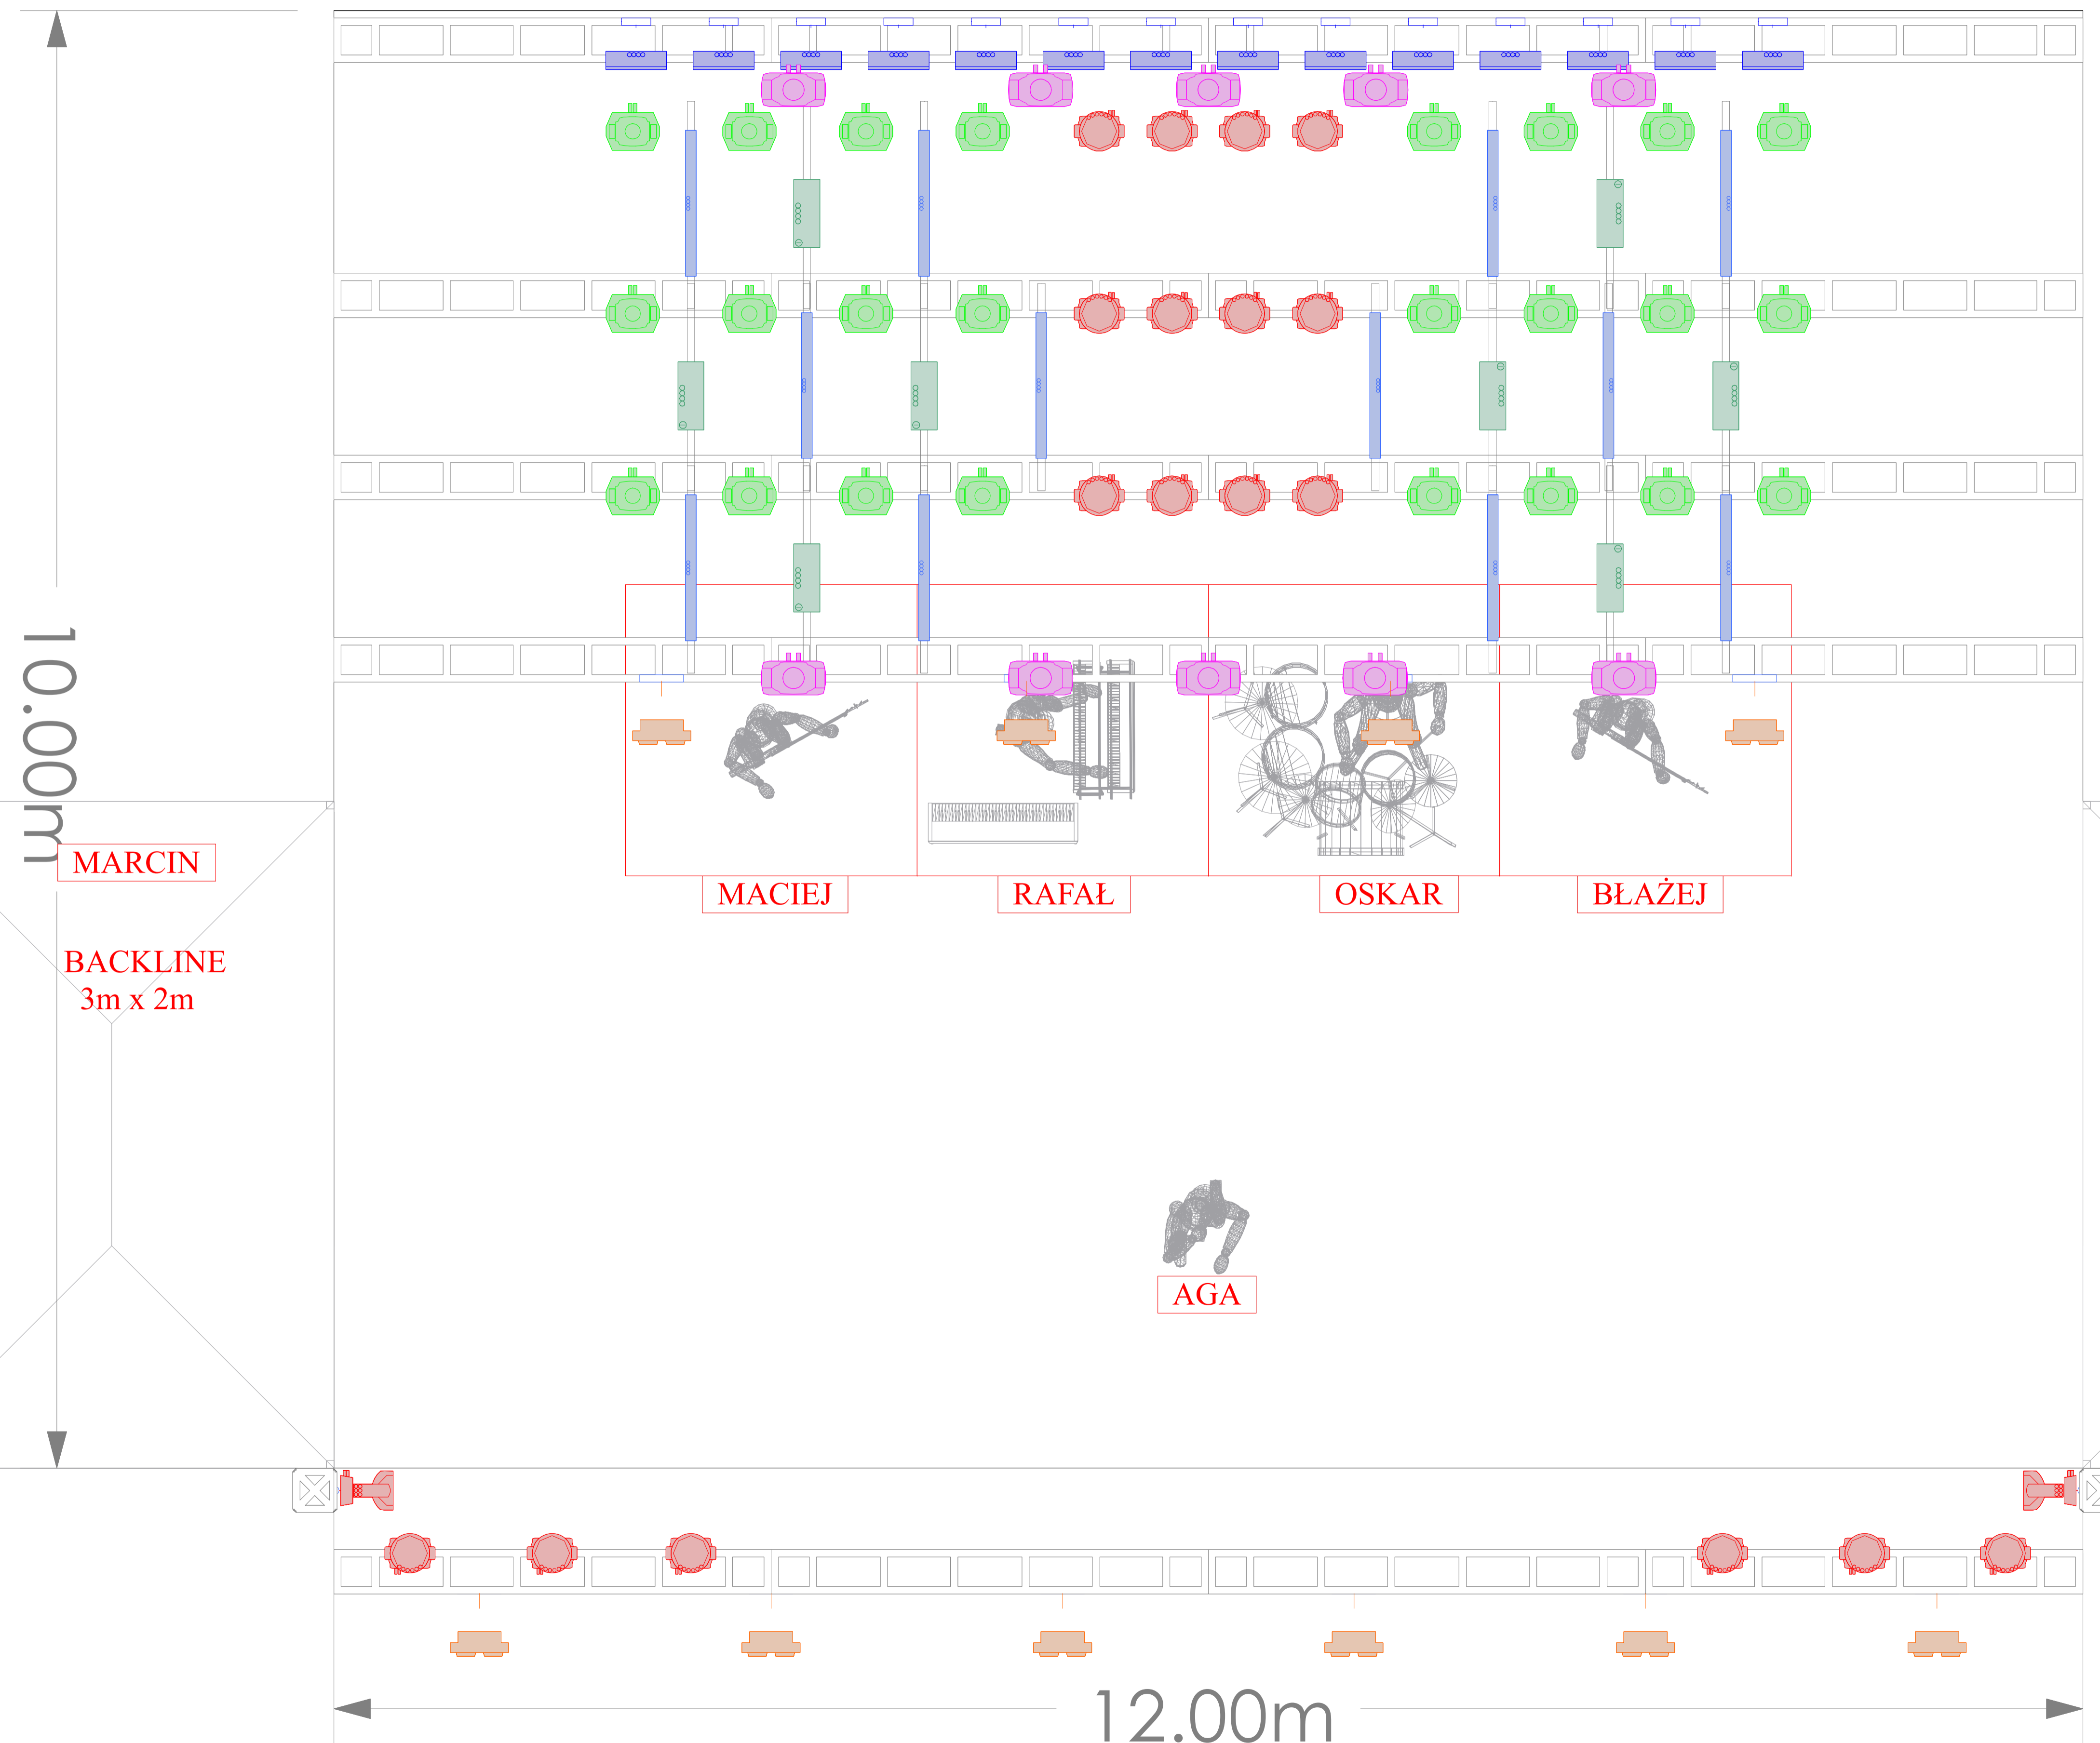 10.00m
MARCIN
MACIEJ
RAFAŁ
OSKAR
BŁAŻEJ
BACKLINE
3m x 2m
AGA
12.00m